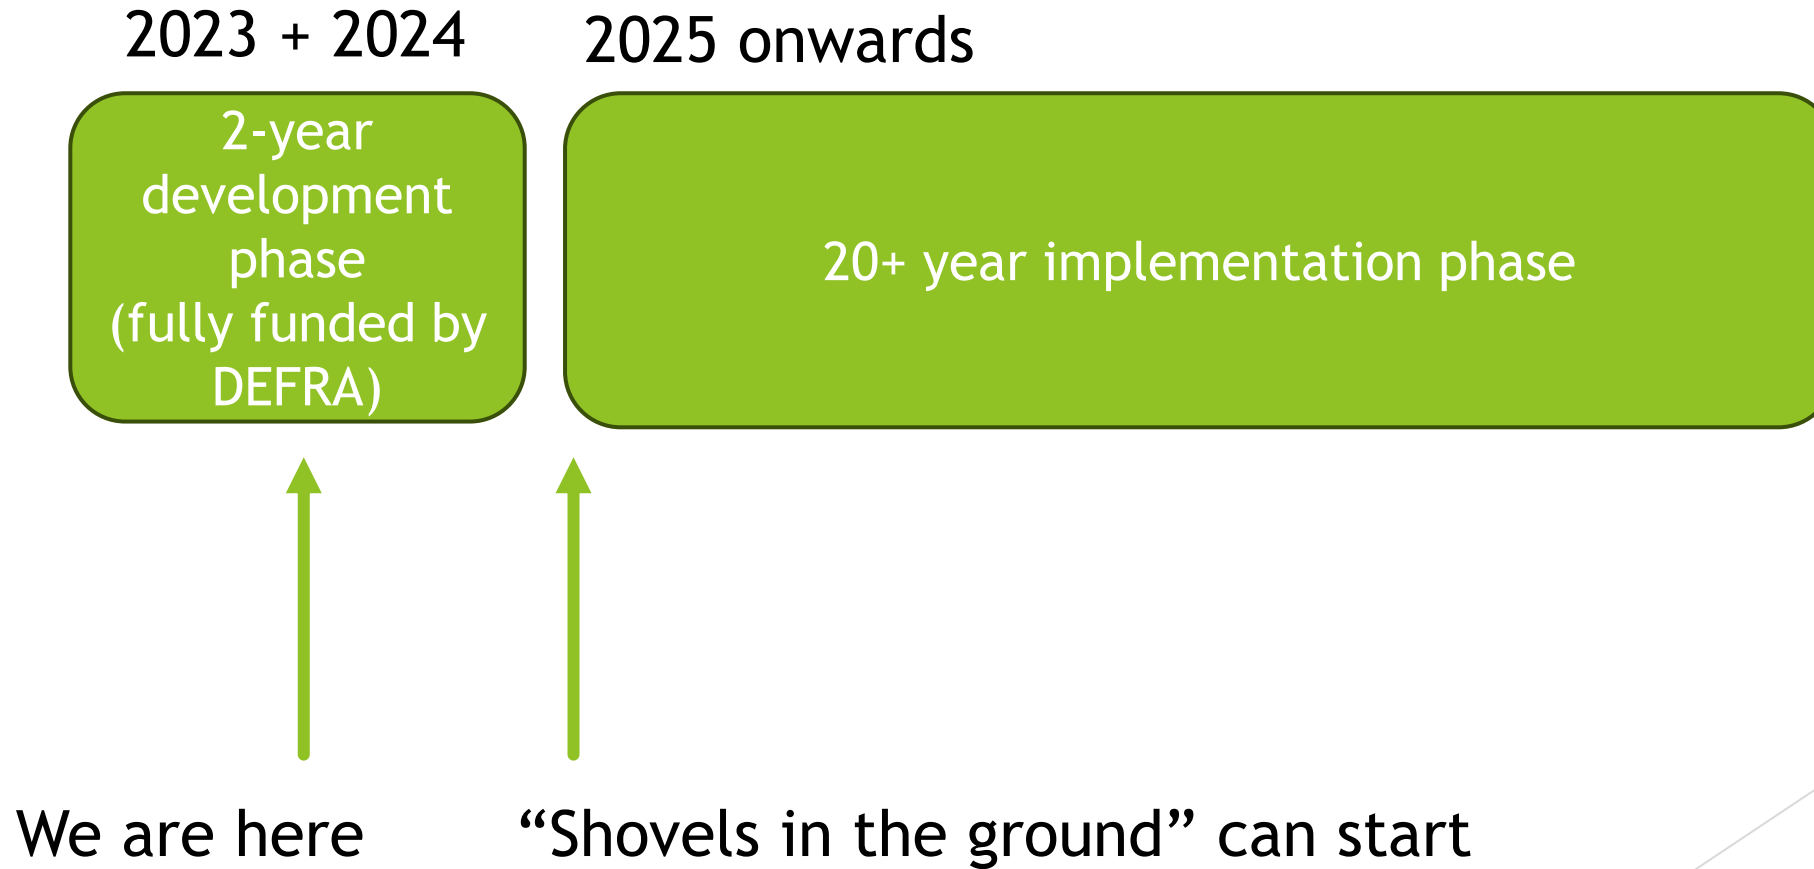 2023 + 2024
2025 onwards
2-year
development
phase
(fully funded by
DEFRA)
20+ year implementation phase
We are here
“Shovels in the ground” can start